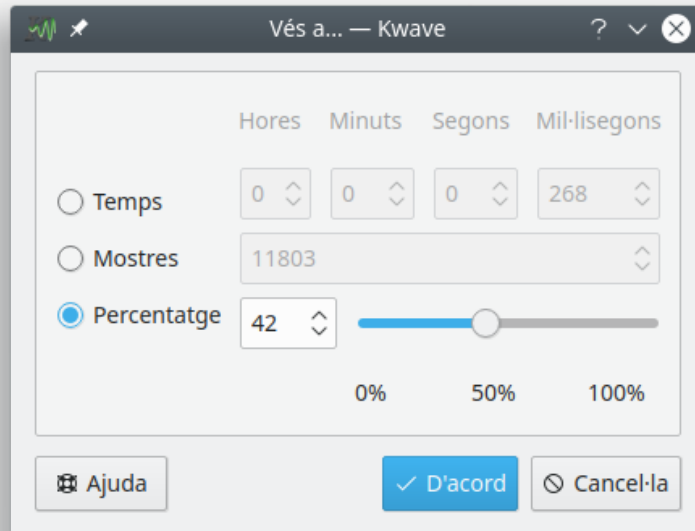 Vés a... — Kwave
Hores Minuts Segons Mil·lisegons
Temps 0 0 0 268
Mostres 11803
Percentatge 42
0% 50% 100%
Ajuda D'acord Cancel·la